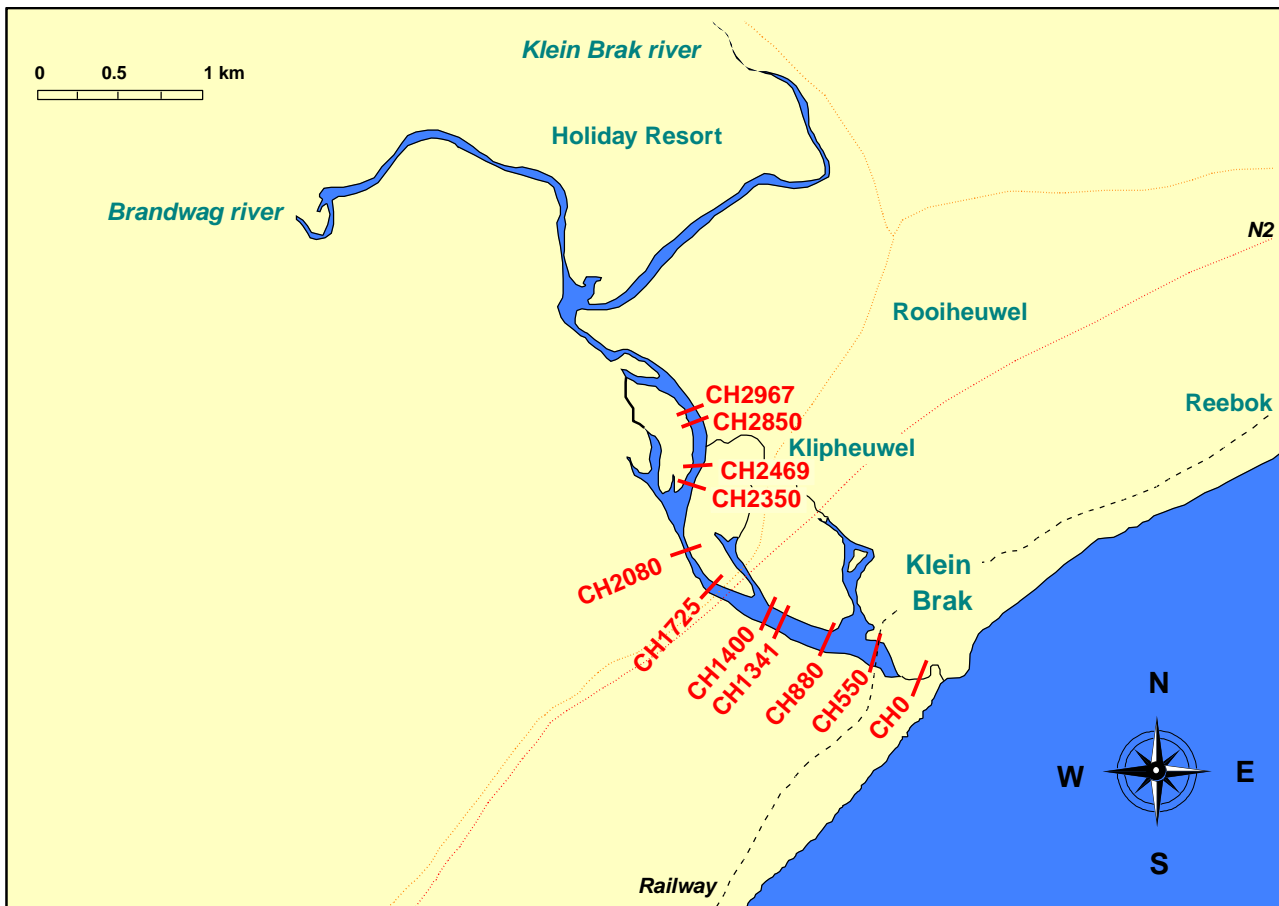 Klein Brak river
0 0.5 1 km
Holiday Resort
Brandwag river
N2
Rooiheuwel
CH2967
Reebok
CH2850
Klipheuwel
CH2469
CH2350
CH2080
Klein
Brak
CH1725
CH1400
CH1341
CH880
CH550
CH0
N
W
E
S
Railway